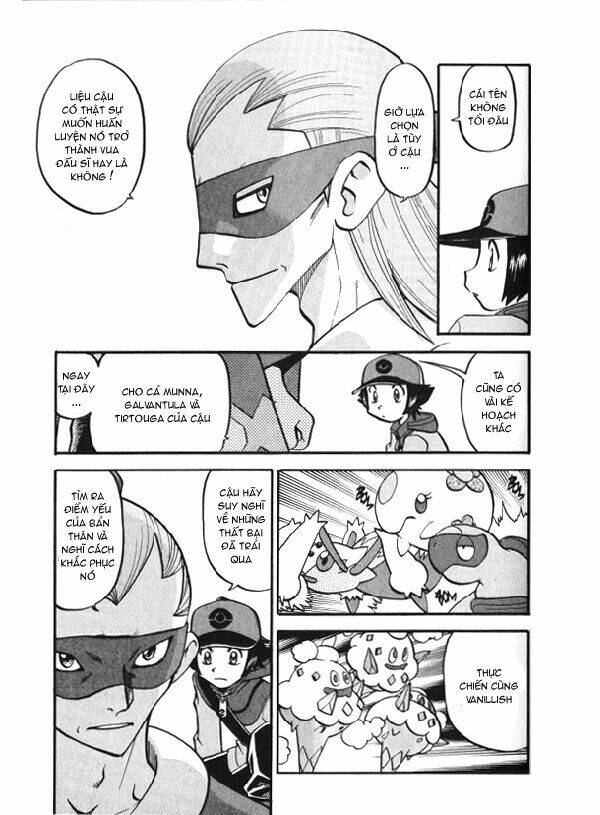 CÁI TÊN
KHÔNG
TỒI ĐÂU
GIỜ LỰA
CHỌN
LÀ TÙY
Ở CẬU
...
LIỆU CẬU
CÓ THẬT SỰ
MUỐN HUẤN
LUYỆN NÓ TRỞ
THÀNH VUA
ĐẤU SĨ HAY LÀ
KHÔNG !
TA
CŨNG CÓ
VÀI KẾ
HOẠCH
KHÁC
CHO CẢ MUNNA,
GALVANTULA VÀ
TIRTOUGA CỦA CẬU
NGAY
TẠI ĐÂY
...
THỰC
CHIẾN CÙNG
VANILLISH
CẬU HÃY
SUY NGHĨ
VỀ NHỮNG
THẤT BẠI
ĐÃ TRẢI
QUA
TÌM RA
ĐIỂM YẾU
CỦA BẢN
THÂN VÀ
NGHĨ CÁCH
KHẮC PHỤC
NÓ